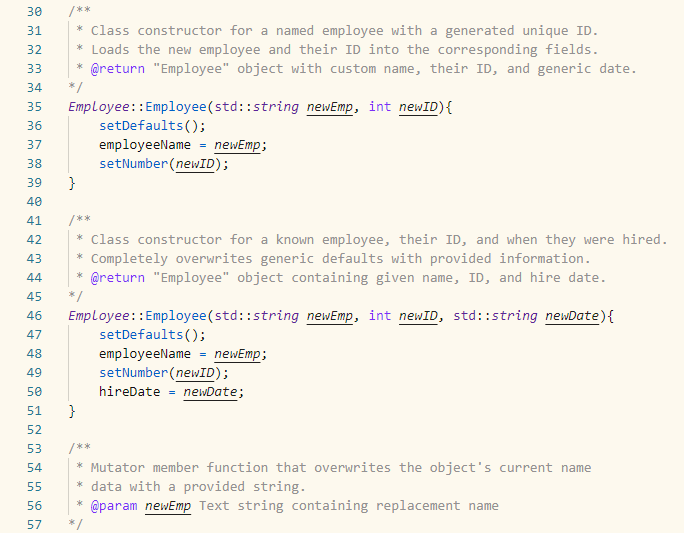 30 /**
31  * Class constructor for a named employee with a generated unique ID.
32  * Loads the new employee and their ID into the corresponding fields.
33  * @return "Employee" object with custom name, their ID, and generic date.
34 */
35 Employee::Employee(std::string newEmp, int newID){
36     setDefaults();
37     employeeName = newEmp;
38     setNumber(newID);
39 }
40
41 /**
42  * Class constructor for a known employee, their ID, and when they were hired.
43  * Completely overwrites generic defaults with provided information.
44  * @return "Employee" object containing given name, ID, and hire date.
45 */
46 Employee::Employee(std::string newEmp, int newID, std::string newDate){
47     setDefaults();
48     employeeName = newEmp;
49     setNumber(newID);
50     hireDate = newDate;
51 }
52
53 /**
54  * Mutator member function that overwrites the object's current name
55  * data with a provided string.
56  * @param newEmp Text string containing replacement name
57 */